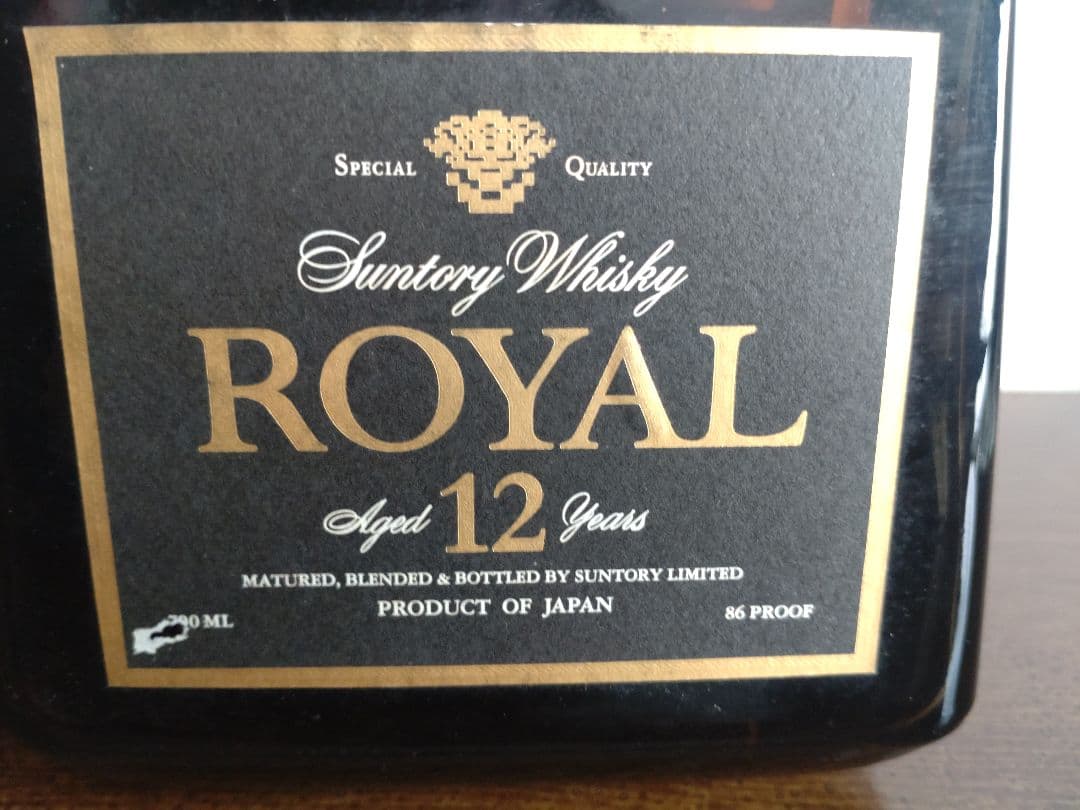 SPECIAL QUALITY
Suntory Whisky
ROYAL
Aged 12 Years
MATURED, BLENDED & BOTTLED BY SUNTORY LIMITED
PRODUCT OF JAPAN
ML
86 PROOF